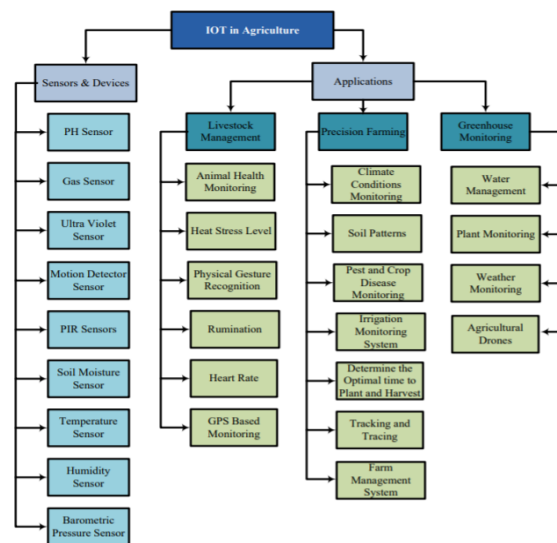 IOT in Agriculture
Sensors & Devices
Applications
Livestock
Management
Precision Farming
Greenhouse
Monitoring
PH Sensor
Gas Sensor
Ultra Violet
Sensor
Motion Detector
Sensor
PIR Sensors
Soil Moisture
Sensor
Temperature
Sensor
Humidity
Sensor
Barometric
Pressure Sensor
Animal Health
Monitoring
Heat Stress Level
Physical Gesture
Recognition
Rumination
Heart Rate
GPS Based
Monitoring
Climate
Conditions
Monitoring
Soil Patterns
Pest and Crop
Disease
Monitoring
Irrigation
Monitoring
System
Determine the
Optimal time to
Plant and Harvest
Tracking and
Tracing
Farm
Management
System
Water
Management
Plant Monitoring
Weather
Monitoring
Agricultural
Drones